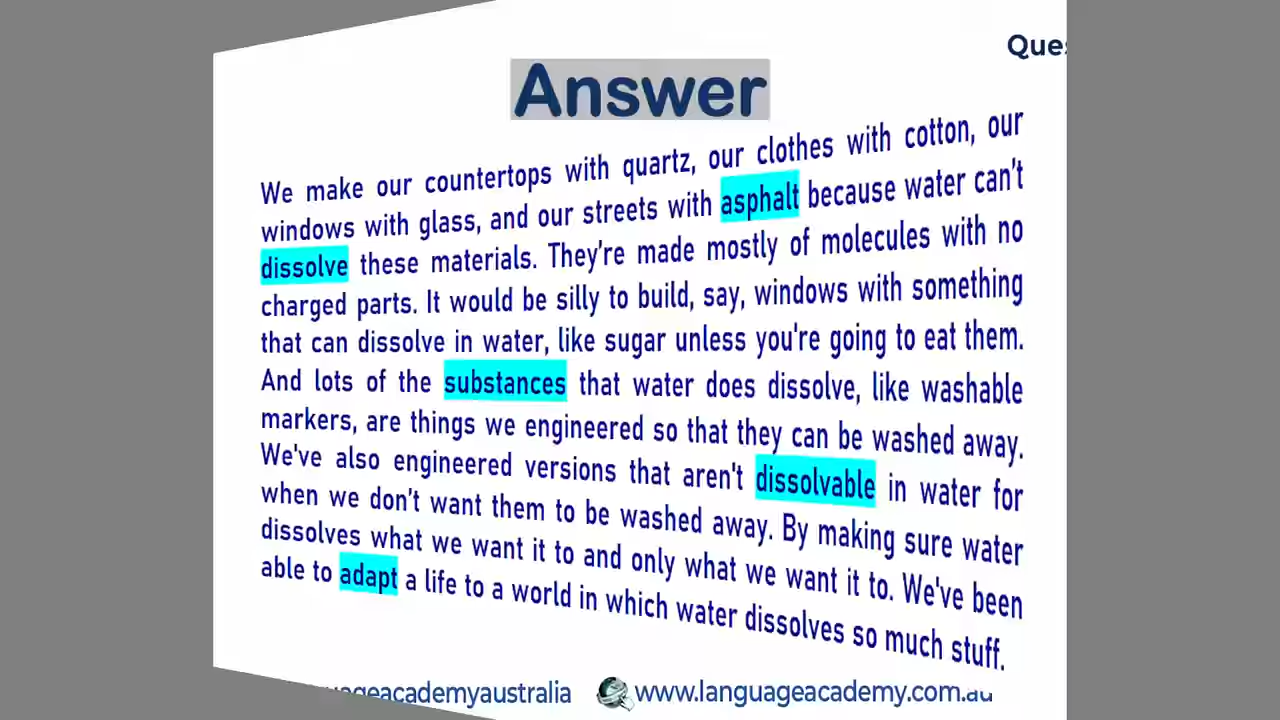 Answer
We make our countertops with quartz, our clothes with cotton, our
windows with glass, and our streets with asphalt because water can't
dissolve these materials. They're made mostly of molecules with no
charged parts. It would be silly to build, say, windows with something
that can dissolve in water, like sugar unless you're going to eat them.
And lots of the substances that water does dissolve, like washable
markers, are things we engineered so that they can be washed away.
We've also engineered versions that aren't dissolvable in water for
when we don't want them to be washed away. By making sure water
dissolves what we want it to and only what we want it to. We've been
able to adapt a life to a world in which water dissolves so much stuff.
www.languageacademy.com.au